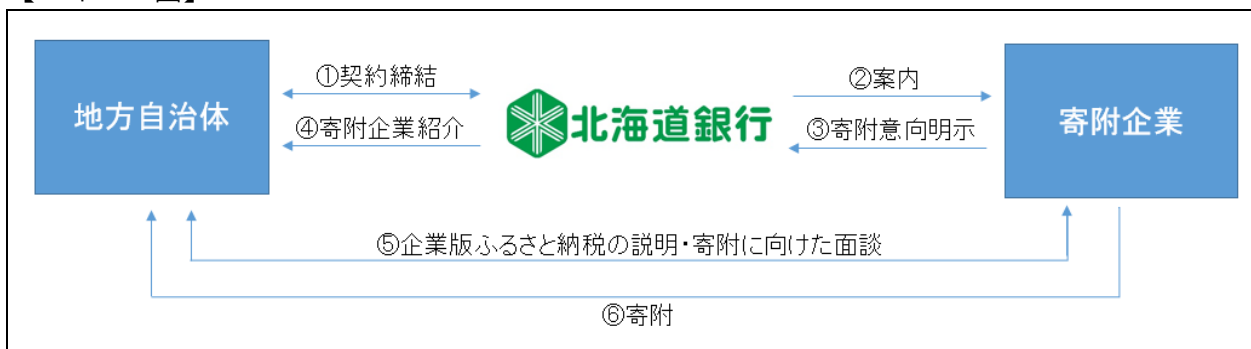 ①契約締結
②案内
地方自治体
北海道銀行
寄附企業
④寄附企業紹介
③寄附意向明示
⑤企業版ふるさと納税の説明・寄附に向けた面談
⑥寄附